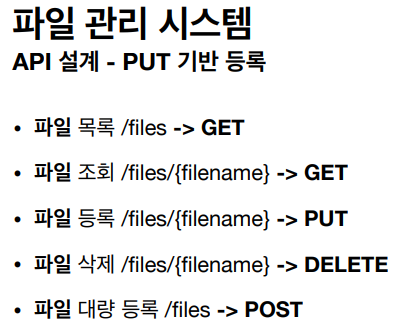 파일 관리 시스템
API 설계 - PUT 기반 등록
• 파일 목록 /files -> GET
• 파일 조회 /files/{filename} -> GET
• 파일 등록 /files/{filename} -> PUT
• 파일 삭제 /files/{filename} -> DELETE
• 파일 대량 등록 /files -> POST